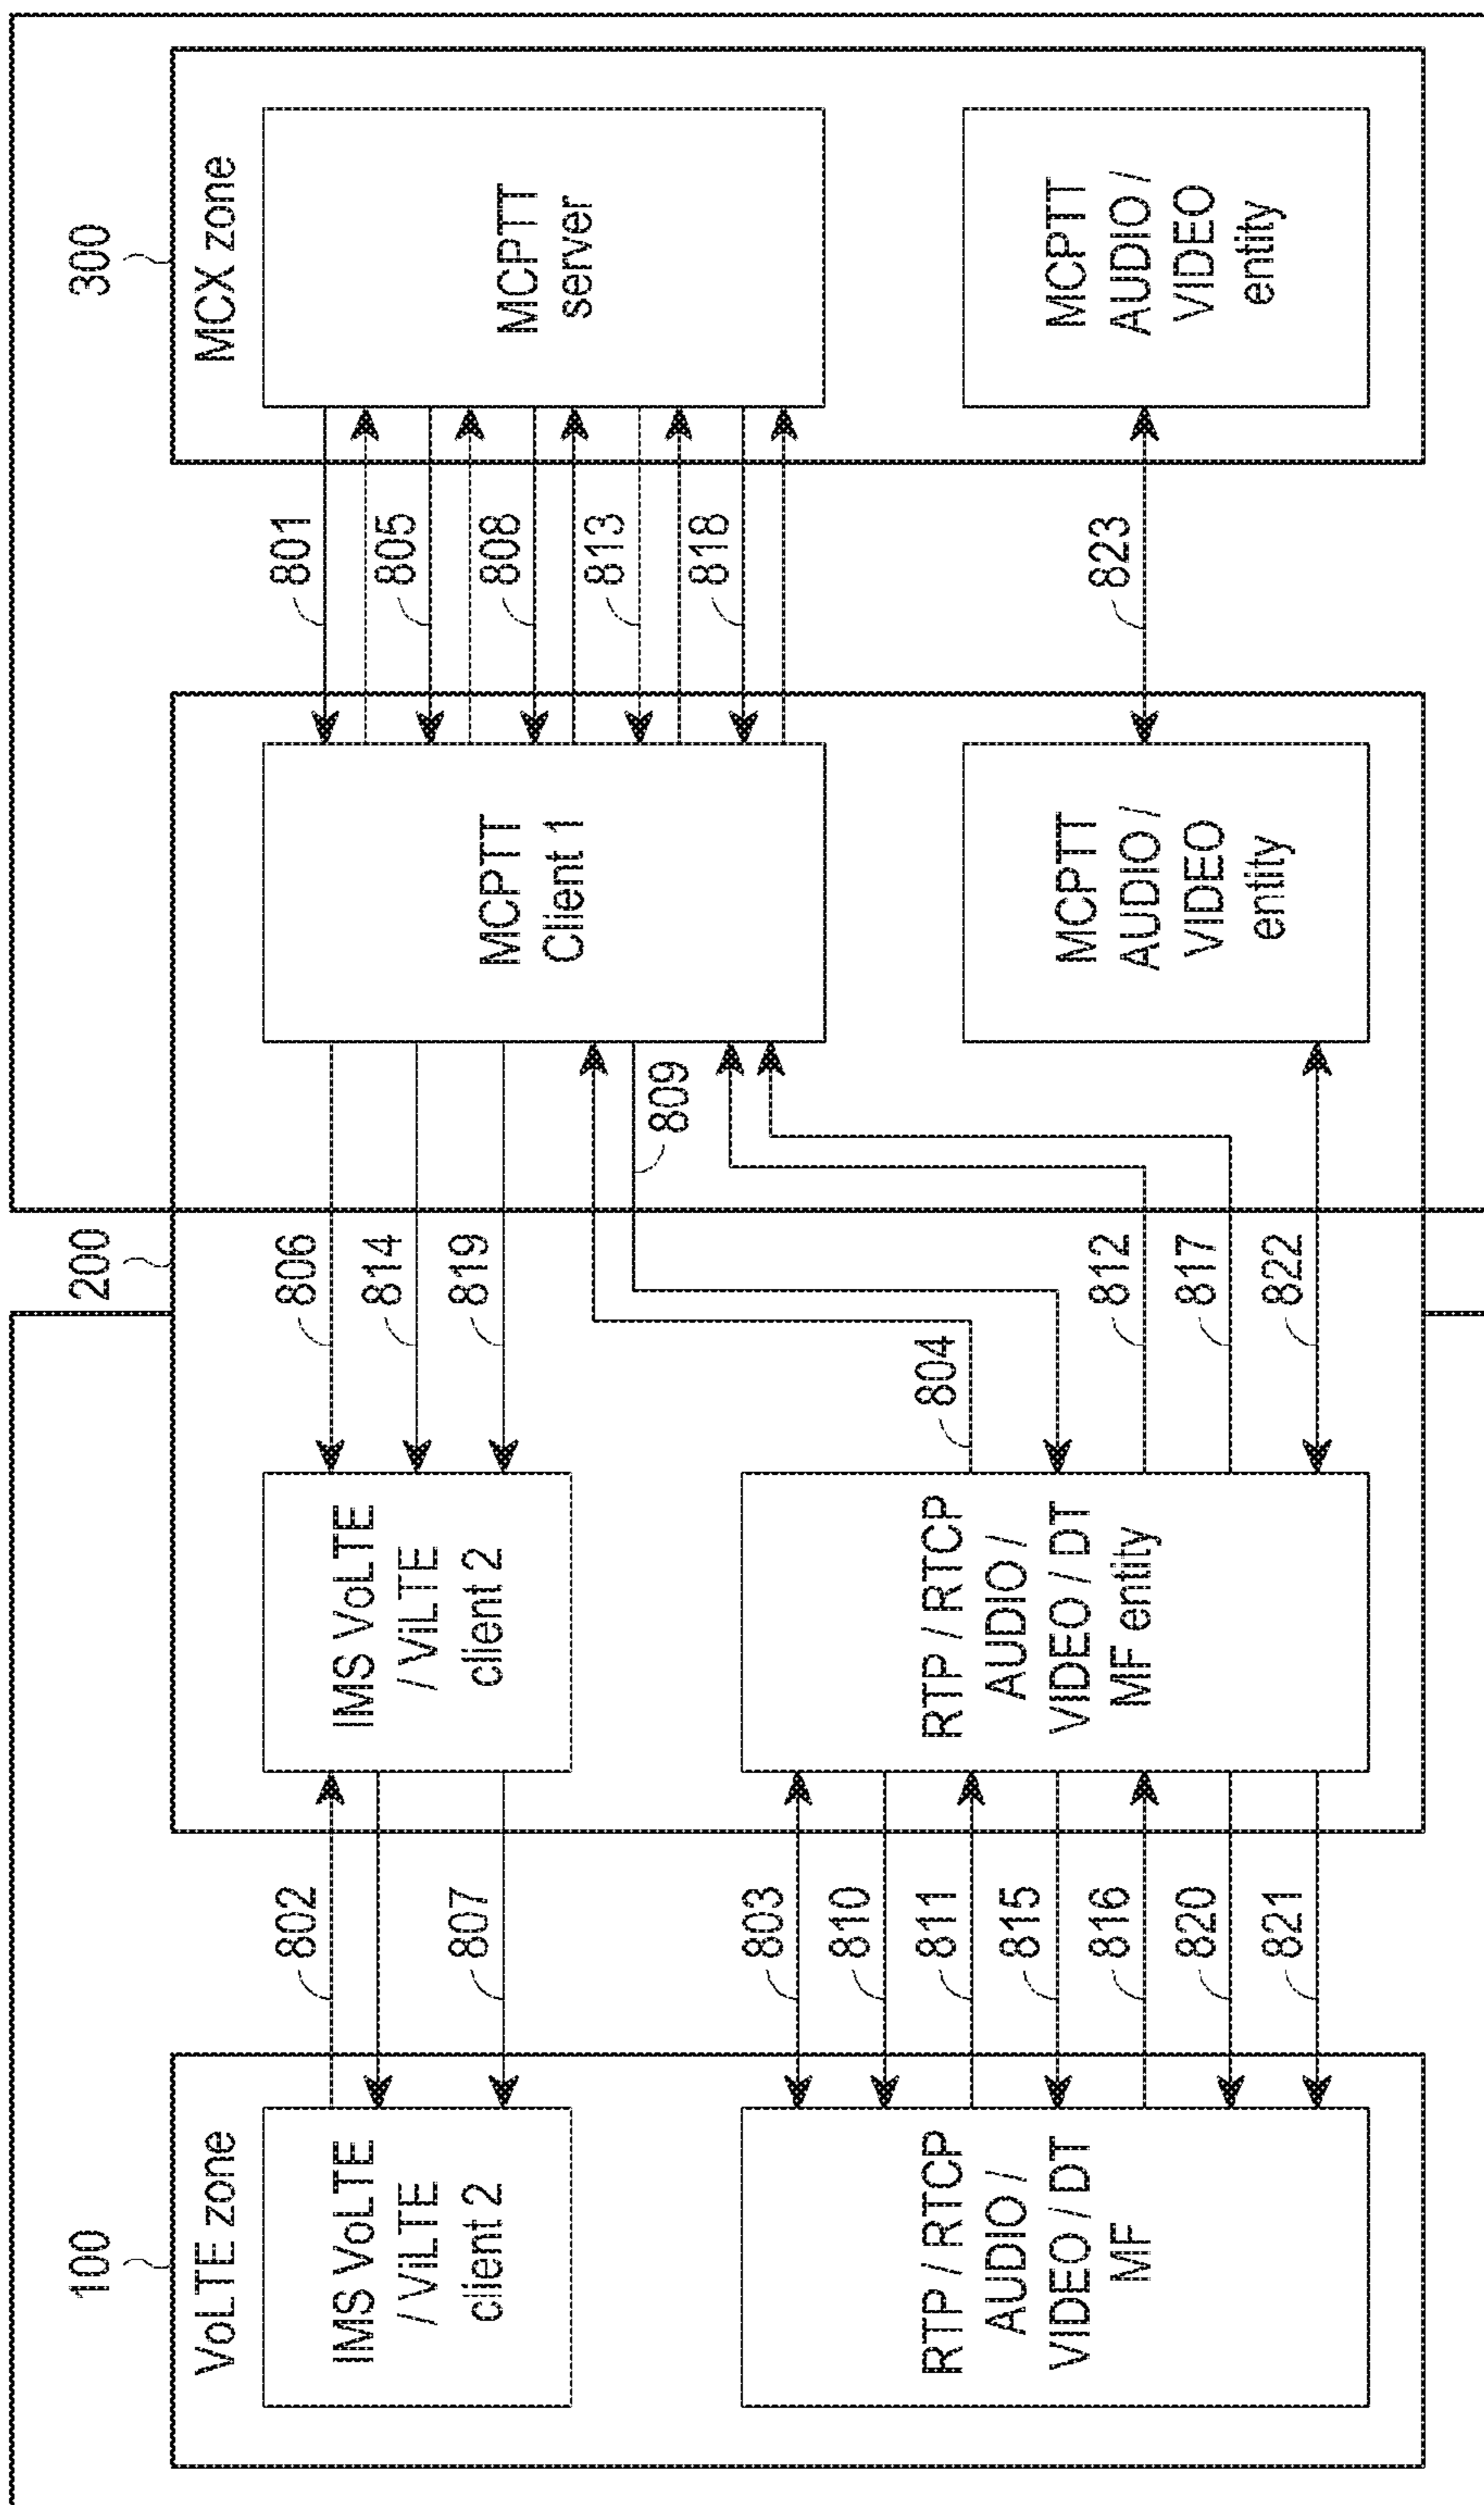 100
VoLTE zone
IMS VoLTE
/ ViLTE
client 2
RTP / RTCP
AUDIO /
VIDEO / DT
MF
802
807
803
810
811
815
816
820
821
200
IMS VoLTE
/ ViLTE
client 2
RTP / RTCP
AUDIO /
VIDEO / DT
MF entity
806
814
819
804
809
812
817
822
MCPTT
Client 1
MCPTT
AUDIO /
VIDEO
entity
801
805
808
813
818
823
300
MCX zone
MCPTT
server
MCPTT
AUDIO /
VIDEO
entity